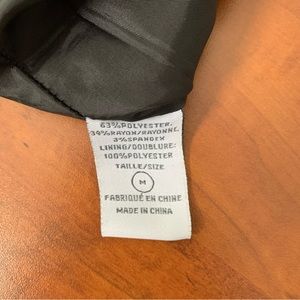 63%POLYESTER,
34%RAYON/RAYONNE,
3%SPANDEX
LINING/DOUBLURE:
100%POLYESTER
TAILLE/SIZE
M
FABRIQUÉ EN CHINE
MADE IN CHINA